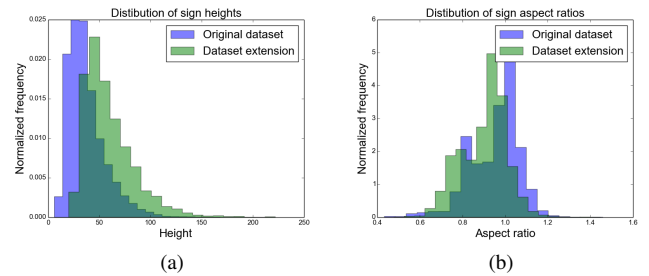 Distibution of sign heights
Original dataset
Dataset extension
Normalized frequency
0.025
0.020
0.015
0.010
0.005
0.000
0
50
100
150
200
250
Height
(a)
Distibution of sign aspect ratios
Original dataset
Dataset extension
Normalized frequency
6
5
4
3
2
1
0
0.4
0.6
0.8
1.0
1.2
1.4
1.6
Aspect ratio
(b)